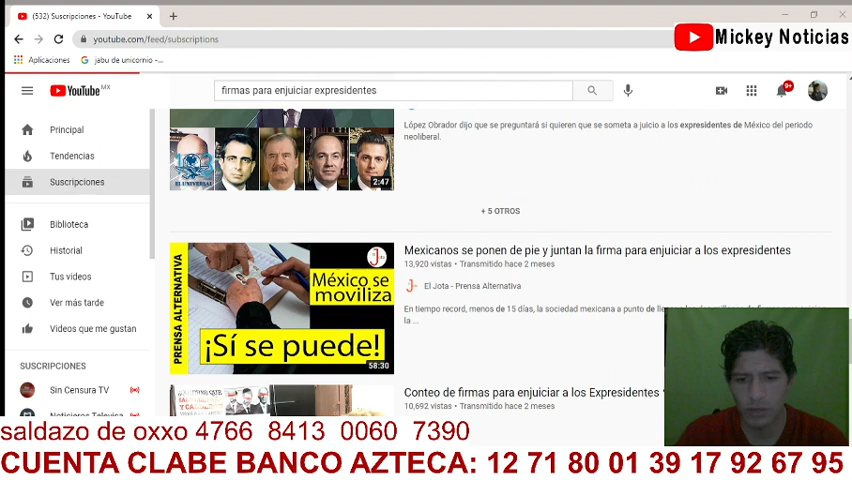 (532) Suscripciones - YouTube
youtube.com/feed/subscriptions
Mickey Noticias
Aplicaciones
jabu de unicornio -...
YouTube MX
firmas para enjuiciar expresidentes
9+
Principal
Tendencias
Suscripciones
Biblioteca
Historial
Tus videos
Ver más tarde
Videos que me gustan
SUSCRIPCIONES
Sin Censura TV
López Obrador dijo que se preguntará si quieren que se someta a juicio a los expresidentes de México del periodo
neoliberal.
EL UNIVERSAL
2:47
+ 5 OTROS
PRENSA ALTERNATIVA
México se
moviliza
¡Sí se puede!
58:30
Mexicanos se ponen de pie y juntan la firma para enjuiciar a los expresidentes
13,920 vistas • Transmitido hace 2 meses
El Jota - Prensa Alternativa
En tiempo record, menos de 15 días, la sociedad mexicana a punto de
la ...
Conteo de firmas para enjuiciar a los Expresidentes
10,692 vistas • Transmitido hace 2 meses
saldazo de oxxo 4766 8413 0060 7390
CUENTA CLABE BANCO AZTECA: 12 71 80 01 39 17 92 67 95